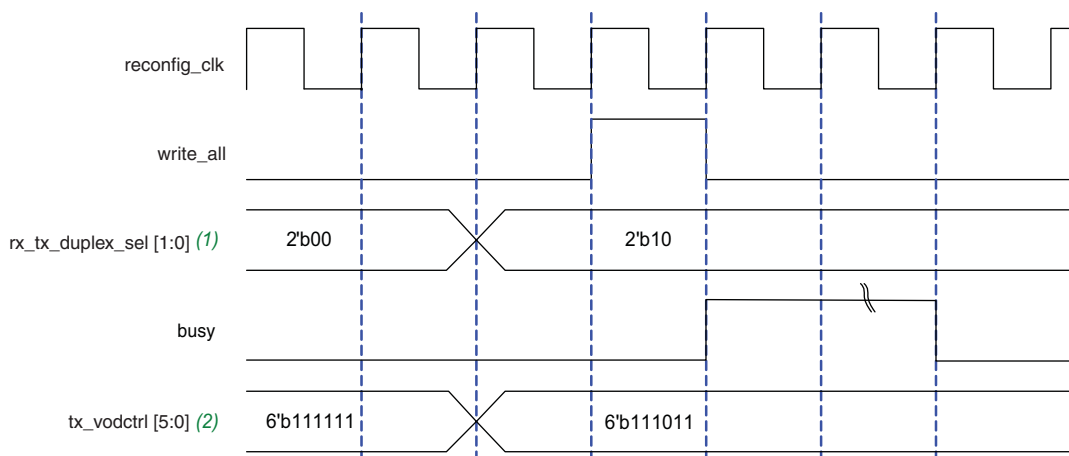 reconfig_clk
write_all
rx_tx_duplex_sel [1:0] (1) 2'b00 2'b10
busy
tx_vodctrl [5:0] (2) 6'b111111 6'b111011